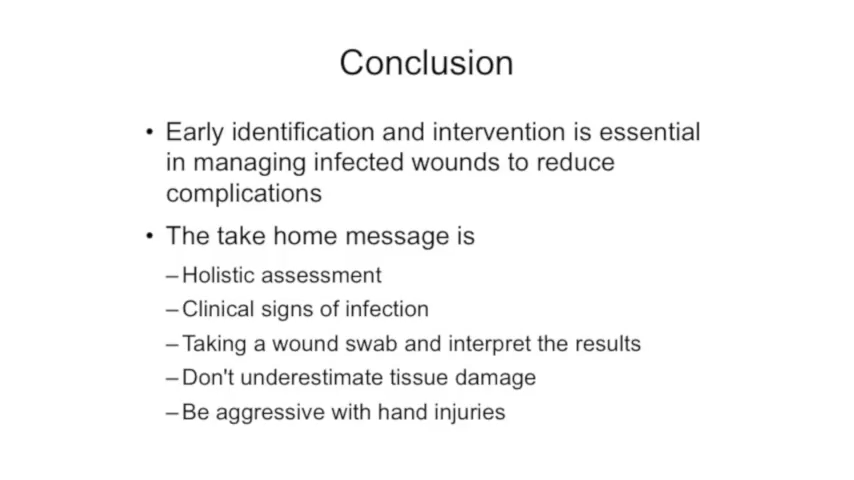 Conclusion
• Early identification and intervention is essential
in managing infected wounds to reduce
complications
• The take home message is
–Holistic assessment
–Clinical signs of infection
–Taking a wound swab and interpret the results
–Don't underestimate tissue damage
–Be aggressive with hand injuries